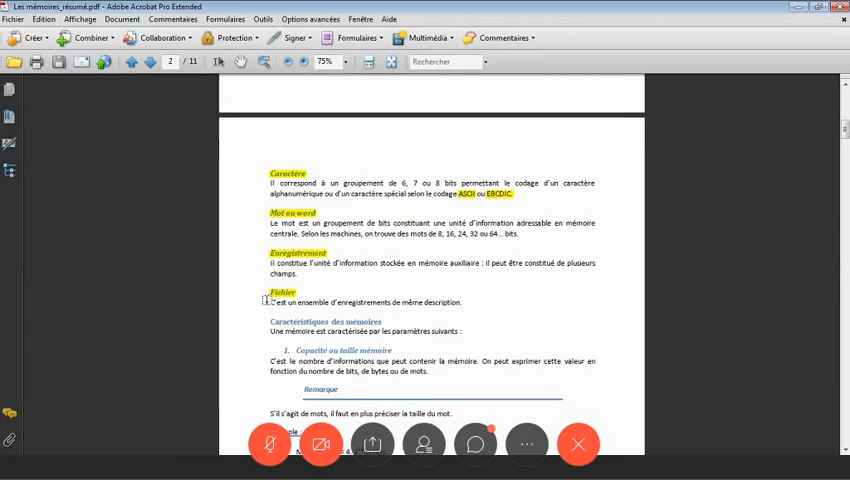 Les mémoires_résumé.pdf - Adobe Acrobat Pro Extended
Fichier Edition Affichage Document Commentaires Formulaires Outils Options avancées Fenêtre Aide
Créer Combiner Collaboration Protection Signer Formulaires Multimédia Commentaires
2 / 11 75% Rechercher
Caractère
Il correspond à un groupement de 6, 7 ou 8 bits permettant le codage d'un caractère
alphanumérique ou d'un caractère spécial selon le codage ASCII ou EBCDIC.
Mot ou word
Le mot est un groupement de bits constituant une unité d'information adressable en mémoire
centrale. Selon les machines, on trouve des mots de 8, 16, 24, 32 ou 64... bits.
Enregistrement
Il constitue l'unité d'information stockée en mémoire auxiliaire : il peut être constitué de plusieurs
champs.
Fichier
C'est un ensemble d'enregistrements de même description.
Caractéristiques des mémoires
Une mémoire est caractérisée par les paramètres suivants :
1. Capacité ou taille mémoire
C'est le nombre d'informations que peut contenir la mémoire. On peut exprimer cette valeur en
fonction du nombre de bits, de bytes ou de mots.
Remarque
S'il s'agit de mots, il faut en plus préciser la taille du mot.